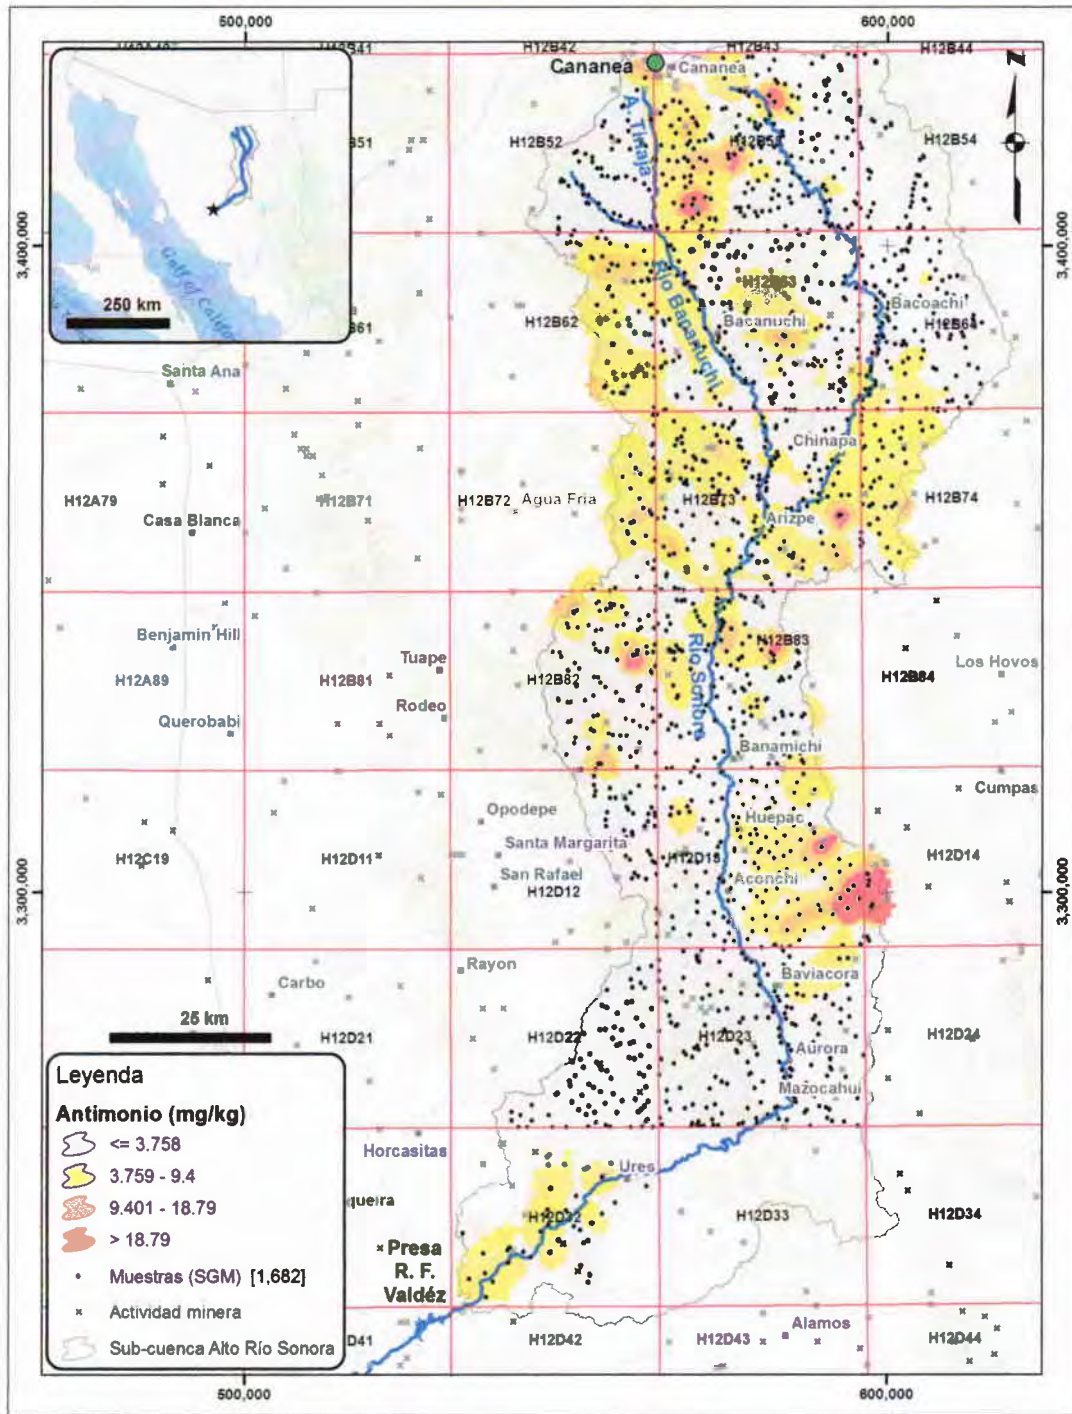 500,000
600,000
H12B41
H12B42
H12B43
H12B44
Cananea
Cananea
A. Tinaja
H12B52
H12B54
Gulf of Califor
250 km
3,400,000
3,400,000
Río Bacanuchi
H12B63
Bacoachi
H12B62
Bacanuchi
H12B64
Santa Ana
Chinapa
H12A79
H12B71
H12B72
Agua Fria
H12B73
H12B74
Casa Blanca
Arizpe
Benjamin Hill
H12B83
Río Sonora
Tuape
Los Hoyos
H12A89
H12B81
H12B82
H12B84
Rodeo
Querobabi
Banamichi
Cumpas
Opodepe
Huepac
Santa Margarita
H12C19
H12D11
H12D14
San Rafael
H12D12
Aconchi
3,300,000
3,300,000
Rayon
Baviacora
Carbo
25 km
H12D21
H12D22
H12D23
H12D24
Aurora
Mazocahui
Leyenda
Antimonio (mg/kg)
<= 3.758
3.759 - 9.4
9.401 - 18.79
> 18.79
Muestras (SGM) [1,682]
Actividad minera
Sub-cuenca Alto Río Sonora
Horcasitas
Ures
queira
H12D32
H12D33
H12D34
Presa
R. F.
Valdéz
Alamos
D41
H12D42
H12D43
H12D44
500,000
600,000